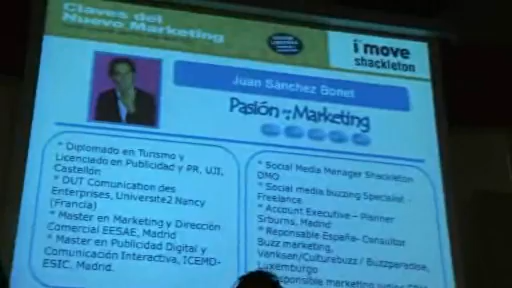 Claves del
Nuevo Marketing
i'move
shackleton
Juan Sánchez Bonet
Pasión por Marketing
* Diplomado en Turismo y
Licenciado en Publicidad y PR, UJI,
Castellón
* DUT Comunication des
Enterprises, Université2 Nancy
(Francia)
* Master en Marketing y Dirección
Comercial EESAE, Madrid
* Master en Publicidad Digital y
Comunicación Interactiva, ICEMD-
ESIC, Madrid.
* Social Media Manager Shackleton
* Social media buzzing Specialist -
Freelance
* Account Executive – Planner
Srburns, Madrid
* Reponsable España- Consultor
Buzz marketing,
Vanksen/Culturebuzz / Buzzparadise,
Luxemburgo
Responsible marketing